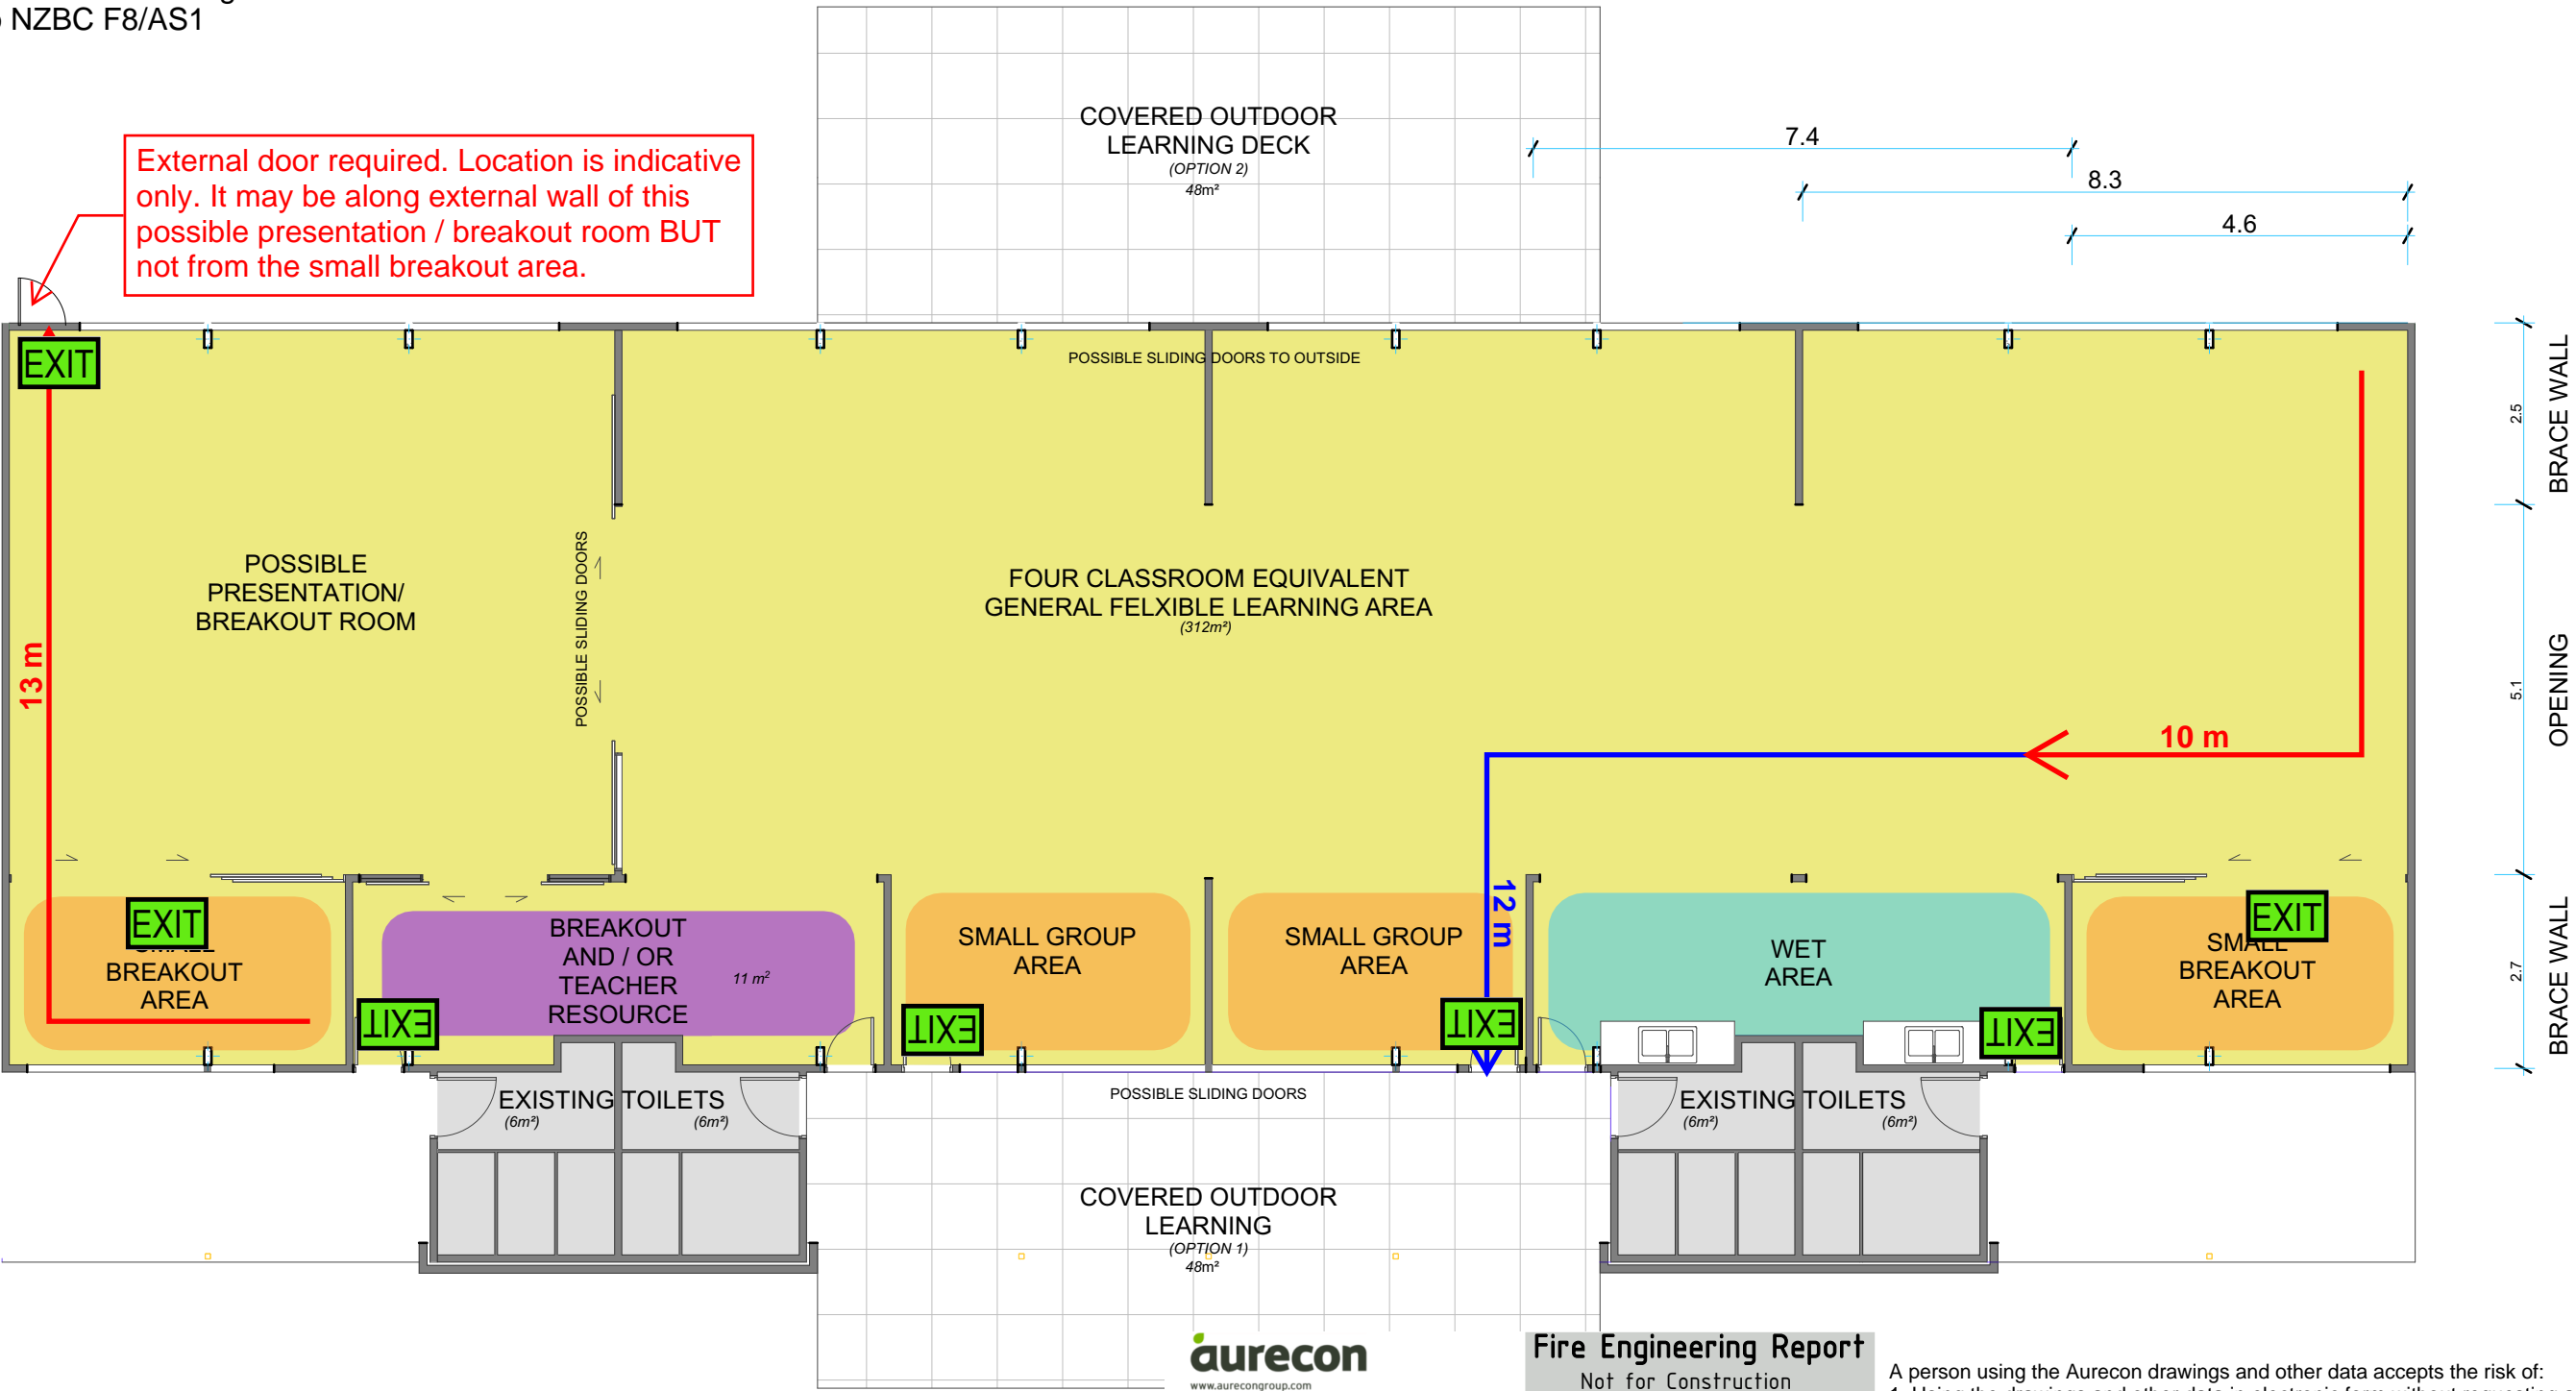 NZBC F8/AS1
External door required. Location is indicative
only. It may be along external wall of this
possible presentation / breakout room BUT
not from the small breakout area.
COVERED OUTDOOR
LEARNING DECK
(OPTION 2)
48m²
7.4
8.3
4.6
EXIT
POSSIBLE SLIDING DOORS TO OUTSIDE
BRACE WALL
2.5
POSSIBLE
PRESENTATION/
BREAKOUT ROOM
POSSIBLE SLIDING DOORS
FOUR CLASSROOM EQUIVALENT
GENERAL FELXIBLE LEARNING AREA
(312m²)
13 m
10 m
5.1
OPENING
EXIT
SMALL
BREAKOUT
AREA
EXIT
BREAKOUT
AND / OR
TEACHER
RESOURCE
11 m²
SMALL GROUP
AREA
EXIT
SMALL GROUP
AREA
12 m
EXIT
WET
AREA
EXIT
EXIT
SMALL
BREAKOUT
AREA
2.7
BRACE WALL
EXISTING TOILETS
(6m²)
(6m²)
POSSIBLE SLIDING DOORS
EXISTING TOILETS
(6m²)
(6m²)
COVERED OUTDOOR
LEARNING
(OPTION 1)
48m²
aurecon
www.aurecongroup.com
Fire Engineering Report
Not for Construction
A person using the Aurecon drawings and other data accepts the risk of: